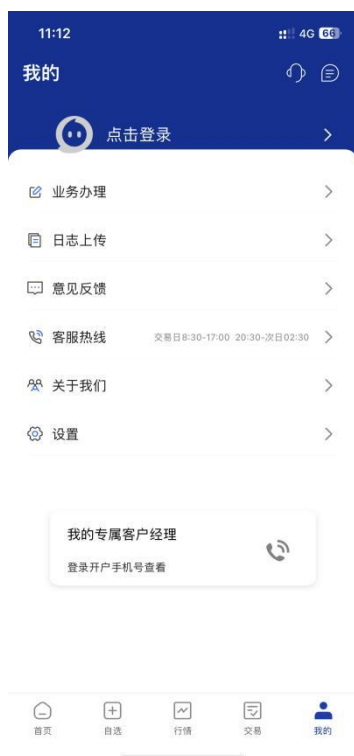 11:12
4G 66
我的
点击登录
业务办理
日志上传
意见反馈
客服热线 交易日8:30-17:00 20:30-次日02:30
关于我们
设置
我的专属客户经理
登录开户手机号查看
首页 自选 行情 交易 我的